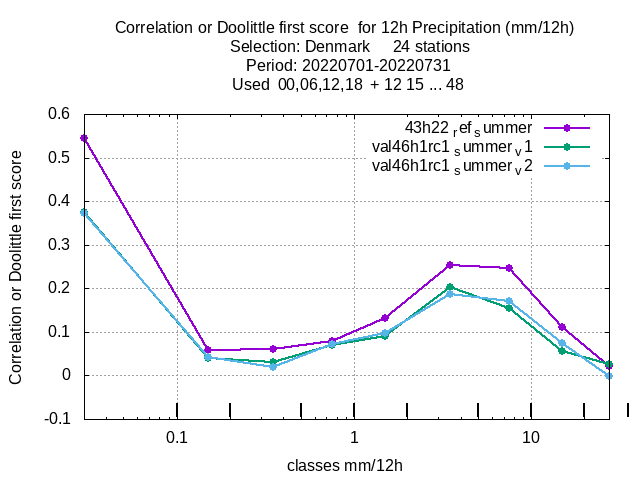 Correlation or Doolittle first score  for 12h Precipitation (mm/12h)
Selection: Denmark     24 stations
Period: 20220701-20220731
Used  00,06,12,18  + 12 15 ... 48
43h22 ref summer
val46h1rc1 summer v1
val46h1rc1 summer v2
Correlation or Doolittle first score
0.6
0.5
0.4
0.3
0.2
0.1
0
-0.1
0.1
1
10
classes mm/12h